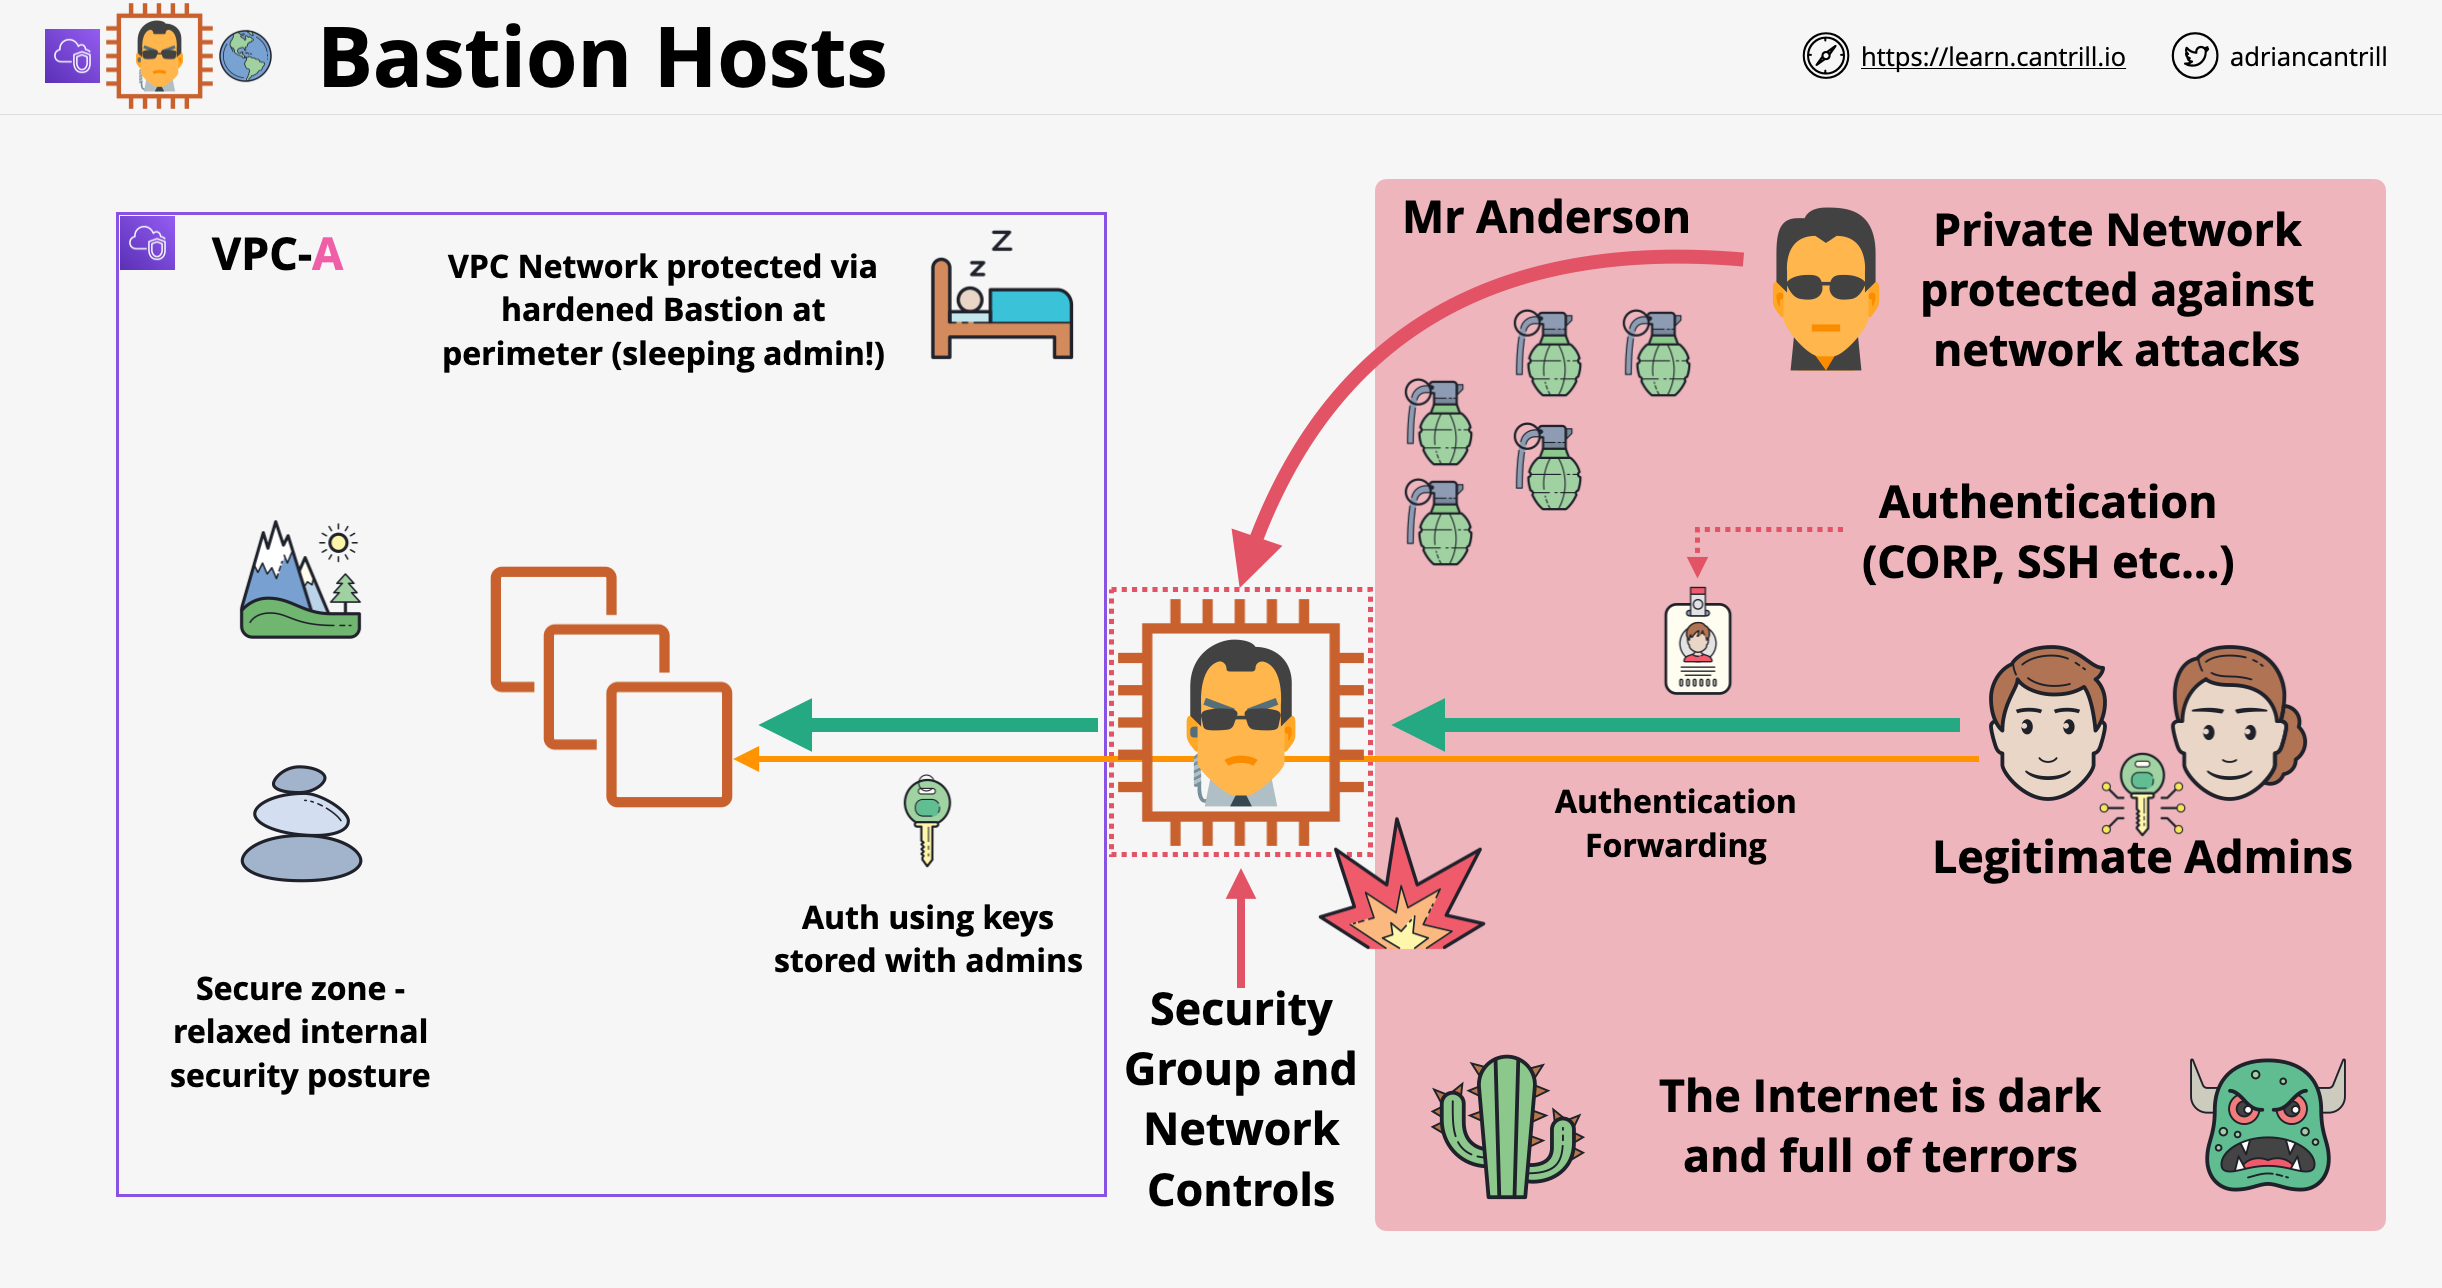 Bastion Hosts
https://learn.cantrill.io
adriancantrill
VPC-A
VPC Network protected via
hardened Bastion at
perimeter (sleeping admin!)
Z
z
Mr Anderson
Private Network
protected against
network attacks
Authentication
(CORP, SSH etc...)
Authentication
Forwarding
Legitimate Admins
Auth using keys
stored with admins
Secure zone -
relaxed internal
security posture
Security
Group and
Network
Controls
The Internet is dark
and full of terrors